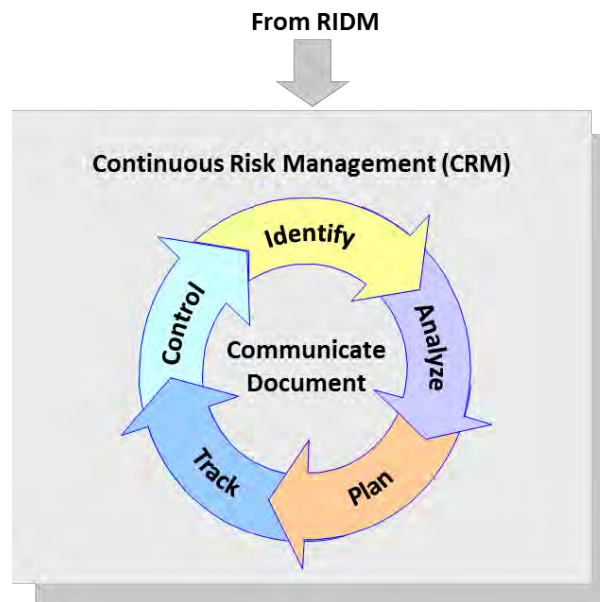 From RIDM
Continuous Risk Management (CRM)
Identify
Analyze
Plan
Track
Control
Communicate
Document